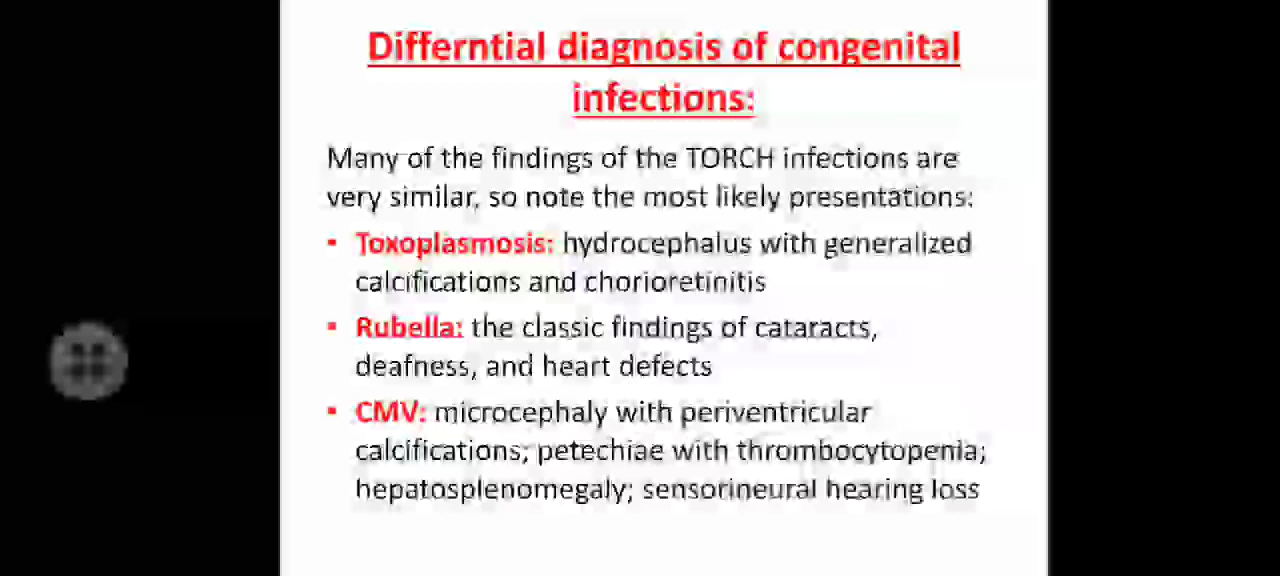 Differntial diagnosis of congenital
infections:
Many of the findings of the TORCH infections are
very similar, so note the most likely presentations:
▪ Toxoplasmosis: hydrocephalus with generalized
calcifications and chorioretinitis
▪ Rubella: the classic findings of cataracts,
deafness, and heart defects
▪ CMV: microcephaly with periventricular
calcifications; petechiae with thrombocytopenia;
hepatosplenomegaly; sensorineural hearing loss